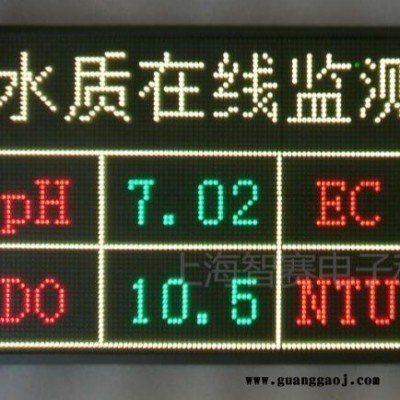 水质在线监测
pH 7.02 EC
DO 10.5 NTU
上海智赛电子
www.guanggaoj.com